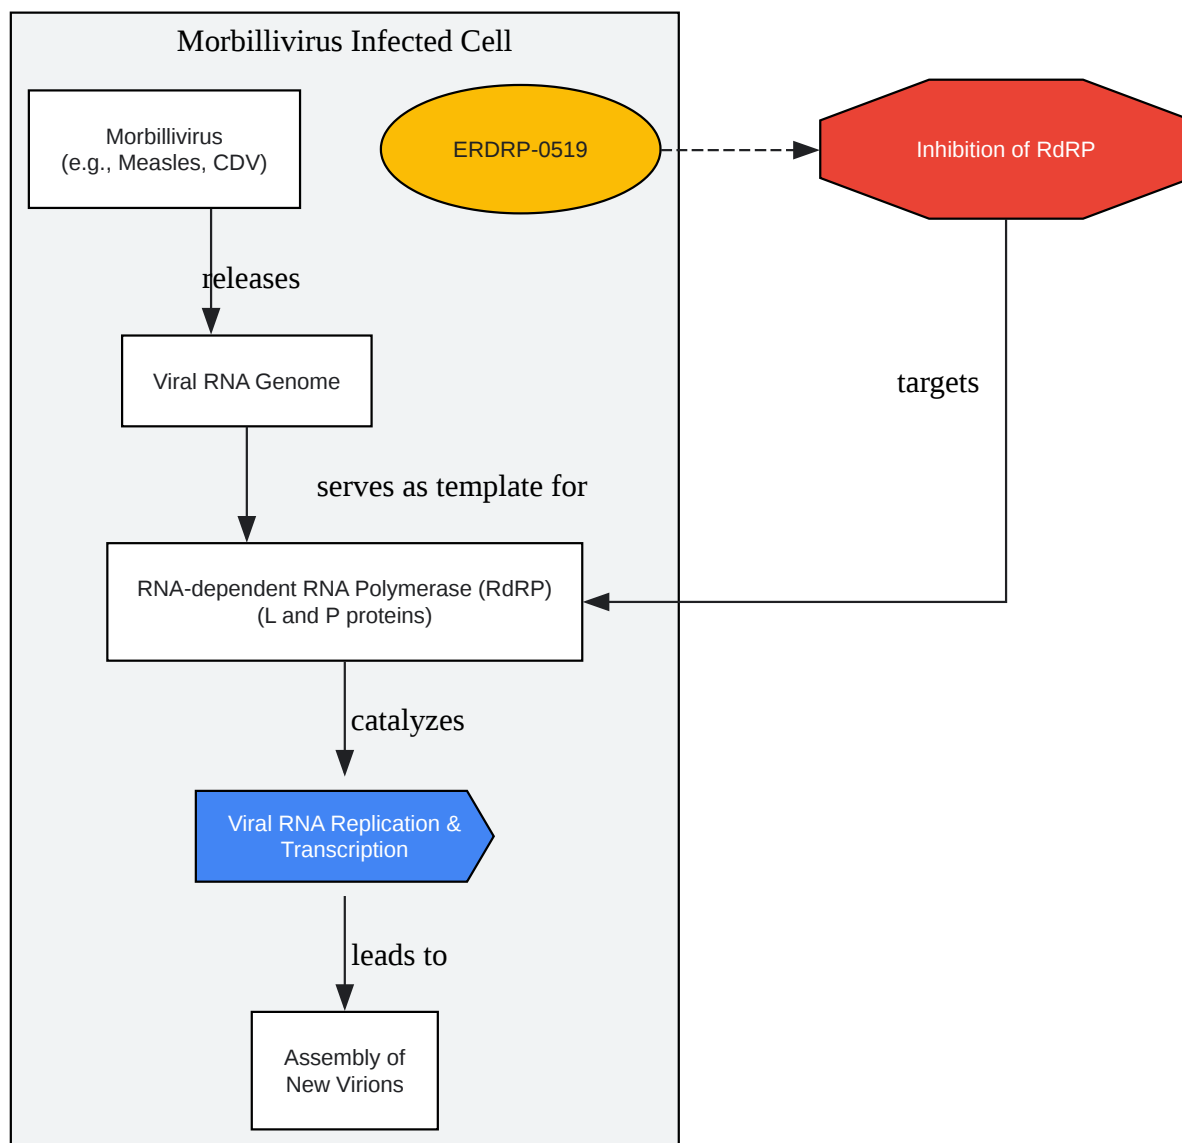 Morbillivirus Infected Cell
Morbillivirus
(e.g., Measles, CDV)
ERDRP-0519
Inhibition of RdRP
releases
Viral RNA Genome
targets
serves as template for
RNA-dependent RNA Polymerase (RdRP)
(L and P proteins)
catalyzes
Viral RNA Replication &
Transcription
leads to
Assembly of
New Virions